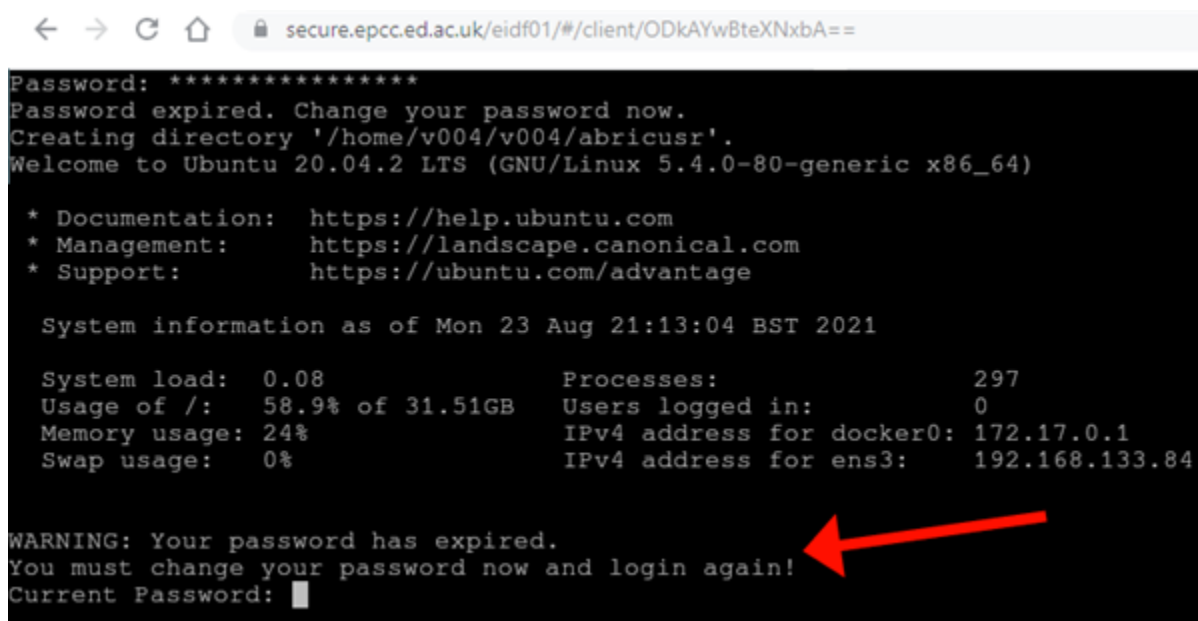 secure.epcc.ed.ac.uk/eidf01/#/client/ODkAYwBteXNxbA==
Password: ****************
Password expired. Change your password now.
Creating directory '/home/v004/v004/abricusr'.
Welcome to Ubuntu 20.04.2 LTS (GNU/Linux 5.4.0-80-generic x86_64)
* Documentation: https://help.ubuntu.com
* Management: https://landscape.canonical.com
* Support: https://ubuntu.com/advantage
System information as of Mon 23 Aug 21:13:04 BST 2021
System load: 0.08 Processes: 297
Usage of /: 58.9% of 31.51GB Users logged in: 0
Memory usage: 24% IPv4 address for docker0: 172.17.0.1
Swap usage: 0% IPv4 address for ens3: 192.168.133.84
WARNING: Your password has expired.
You must change your password now and login again!
Current Password: